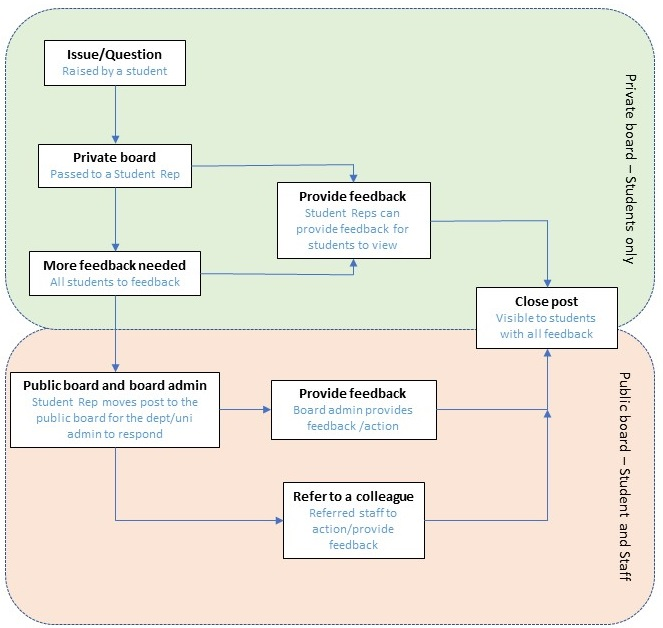 Issue/Question
Raised by a student
Private board
Passed to a Student Rep
Provide feedback
Student Reps can
provide feedback for
students to view
More feedback needed
All students to feedback
Close post
Visible to students
with all feedback
Private board – Students only
Public board and board admin
Student Rep moves post to the
public board for the dept/uni
admin to respond
Provide feedback
Board admin provides
feedback /action
Refer to a colleague
Referred staff to
action/provide
feedback
Public board – Student and Staff